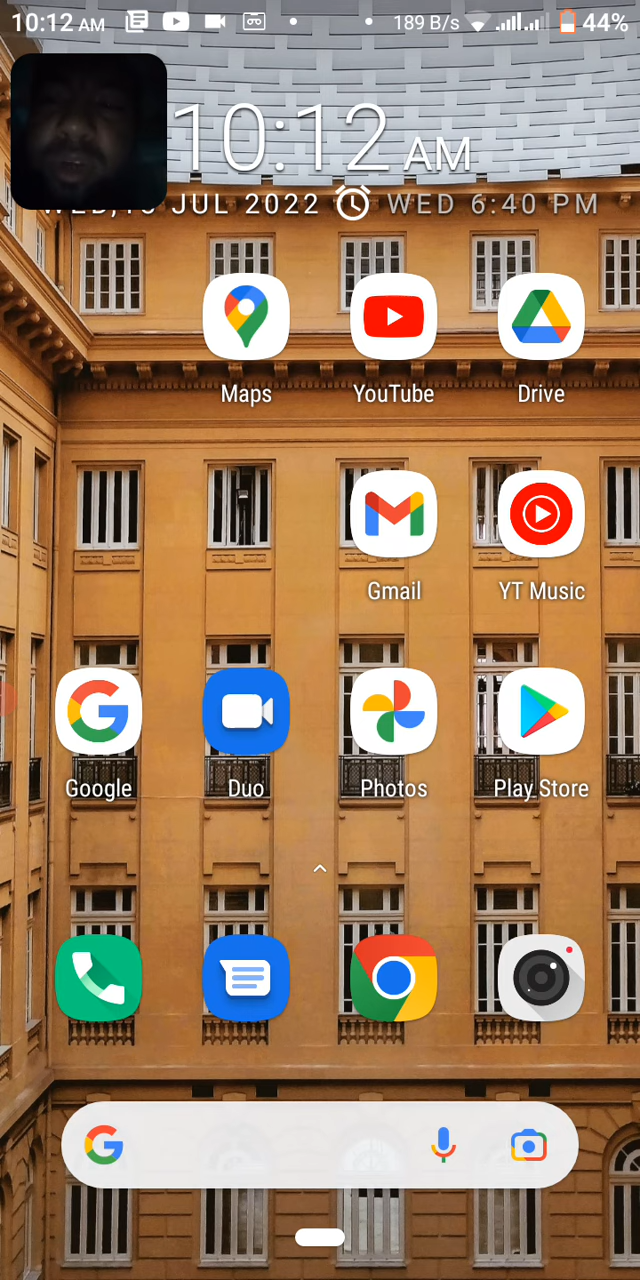 10:12 AM 189 B/s 44%
10:12 AM
JUL 2022 WED 6:40 PM
Maps YouTube Drive
Gmail YT Music
Google Duo Photos Play Store